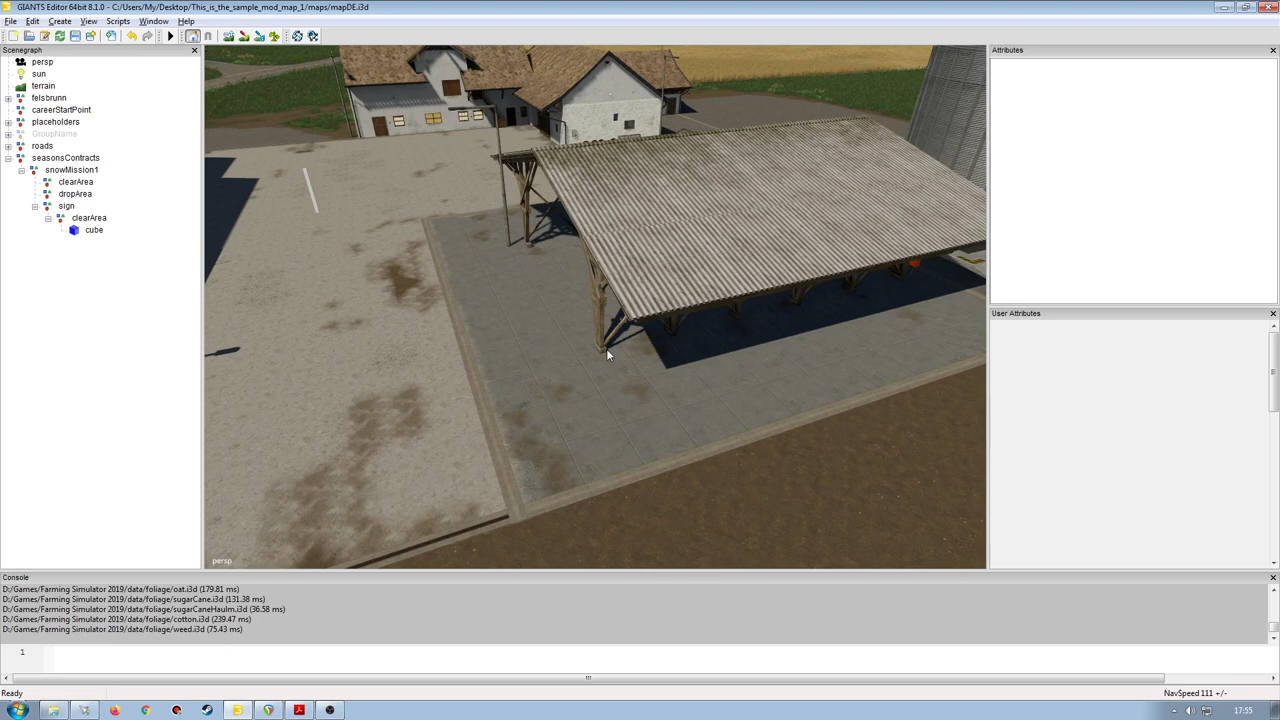 GIANTS Editor 64bit 8.1.0 - C:/Users/My/Desktop/This_is_the_sample_mod_map_1/maps/mapDE.i3d
File Edit Create View Scripts Window Help
Scenegraph
persp
sun
terrain
felsbrunn
careerStartPoint
placeholders
GroupName
roads
seasonsContracts
snowMission1
clearArea
dropArea
sign
clearArea
cube
persp
Attributes
User Attributes
Console
D:/Games/Farming Simulator 2019/data/foliage/oat.i3d (179.81 ms)
D:/Games/Farming Simulator 2019/data/foliage/sugarCane.i3d (131.38 ms)
D:/Games/Farming Simulator 2019/data/foliage/sugarCaneHaulm.i3d (36.58 ms)
D:/Games/Farming Simulator 2019/data/foliage/cotton.i3d (239.47 ms)
D:/Games/Farming Simulator 2019/data/foliage/weed.i3d (75.43 ms)
1
Ready
NavSpeed 111 +/-
17:55